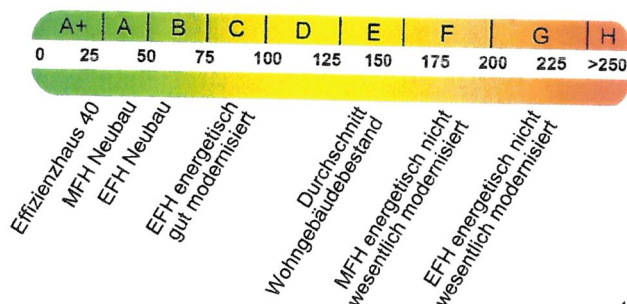 A+ A B C D E F G H
0 25 50 75 100 125 150 175 200 225 >250
Effizienzhaus 40
MFH Neubau
EFH Neubau
EFH energetisch
gut modernisiert
Durchschnitt
Wohngebäudebestand
MFH energetisch nicht
wesentlich modernisiert
EFH energetisch nicht
wesentlich modernisiert